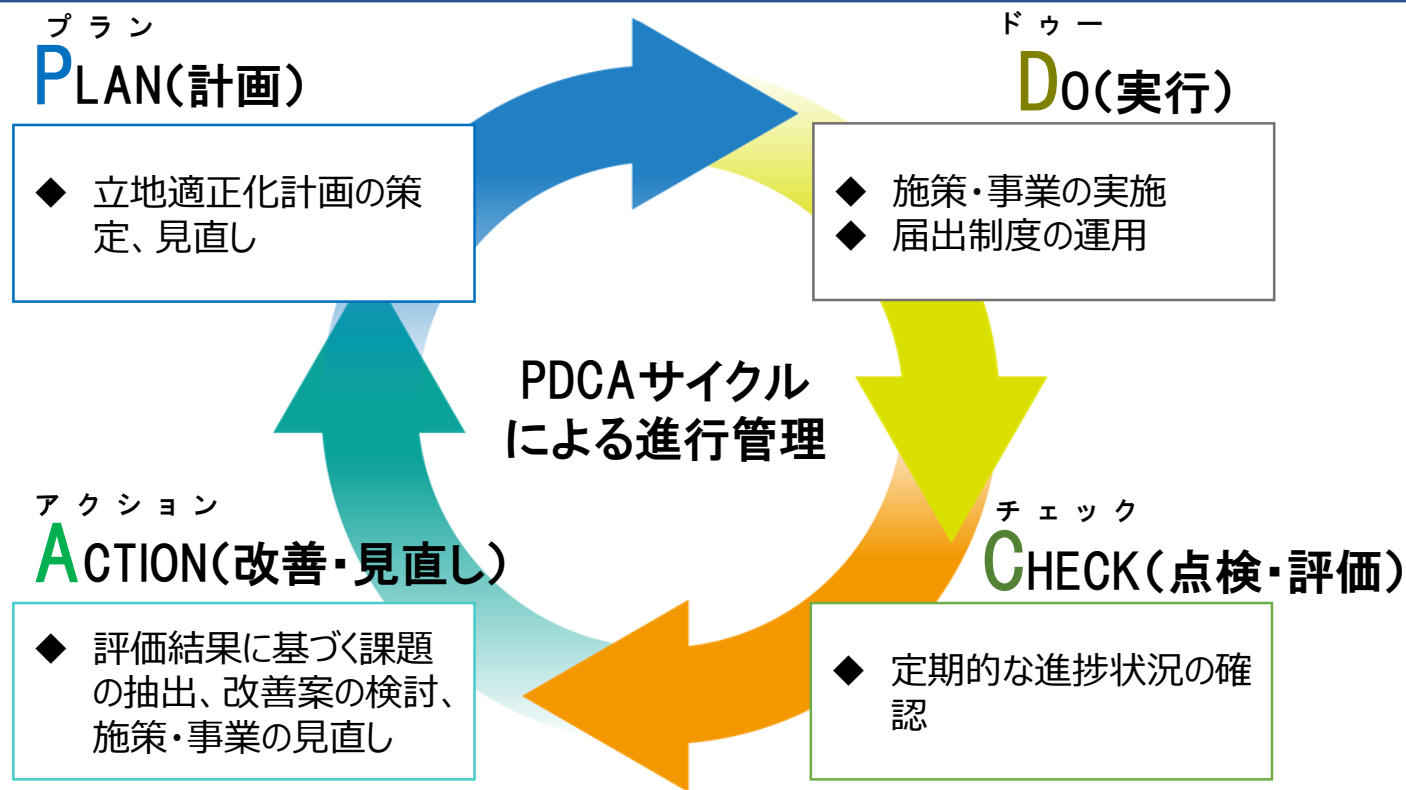 プラン
PLAN(計画)
◆ 立地適正化計画の策
定、見直し
ドゥー
DO(実行)
◆ 施策・事業の実施
◆ 届出制度の運用
PDCAサイクル
による進行管理
アクション
ACTION(改善・見直し)
◆ 評価結果に基づく課題
の抽出、改善案の検討、
施策・事業の見直し
チェック
CHECK(点検・評価)
◆ 定期的な進捗状況の確
認